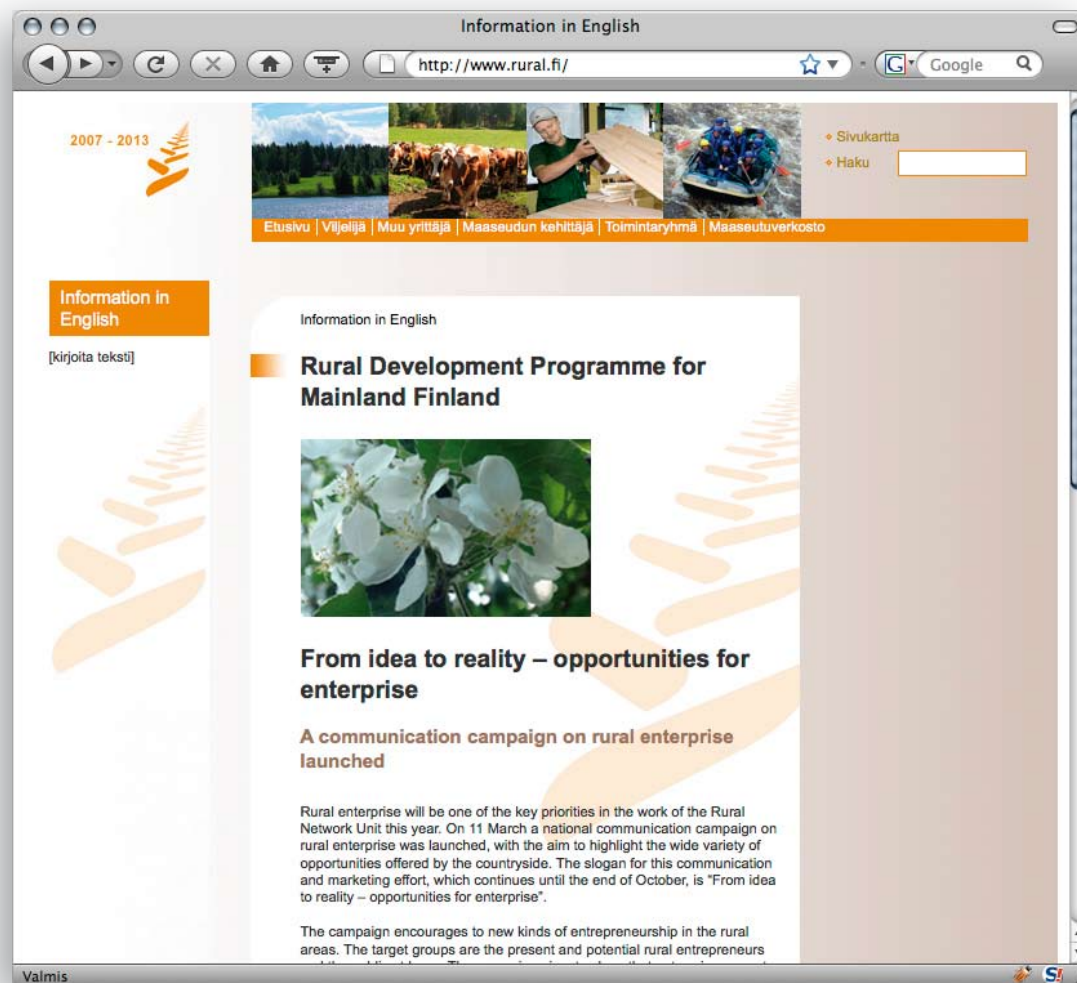 Information in English
http://www.rural.fi/
G
Google
2007 - 2013
Sivukartta
Haku
Etusivu | Viljelijä | Muu yrittäjä | Maaseudun kehittäjä | Toimintaryhmä | Maaseutuverkosto
Information in
English
[kirjoita teksti]
Information in English
Rural Development Programme for
Mainland Finland
From idea to reality – opportunities for
enterprise
A communication campaign on rural enterprise
launched
Rural enterprise will be one of the key priorities in the work of the Rural
Network Unit this year. On 11 March a national communication campaign on
rural enterprise was launched, with the aim to highlight the wide variety of
opportunities offered by the countryside. The slogan for this communication
and marketing effort, which continues until the end of October, is "From idea
to reality – opportunities for enterprise".
The campaign encourages to new kinds of entrepreneurship in the rural
areas. The target groups are the present and potential rural entrepreneurs
Valmis
S!